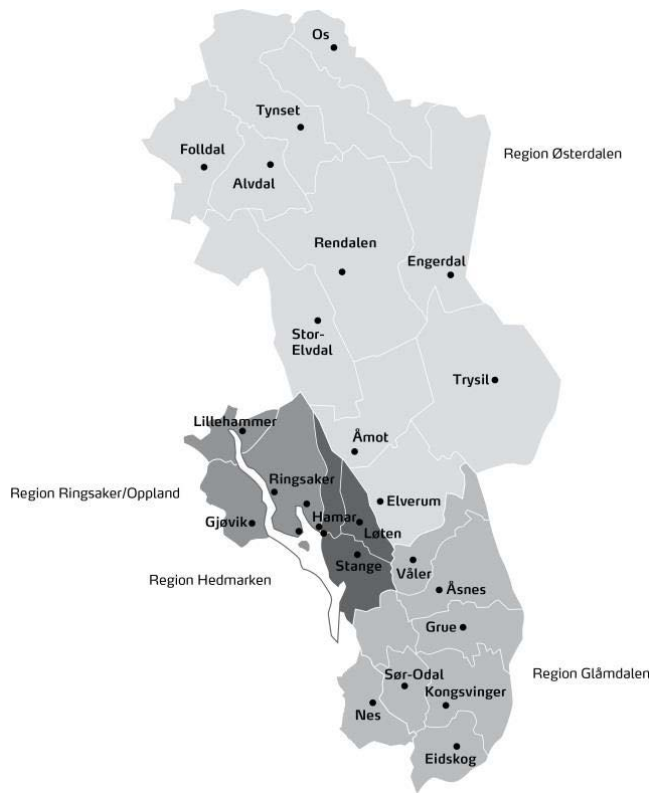 Os
Tynset
Folldal
Region Østerdalen
Alvdal
Rendalen
Engerdal
Stor-
Elvdal
Trysil
Lillehammer
Åmot
Ringsaker
Region Ringsaker/Oppland
Elverum
Gjøvik
Hamar
Løten
Stange
Våler
Region Hedmarken
Åsnes
Grue
Region Glåmdalen
Sør-Odal
Kongsvinger
Nes
Eidskog